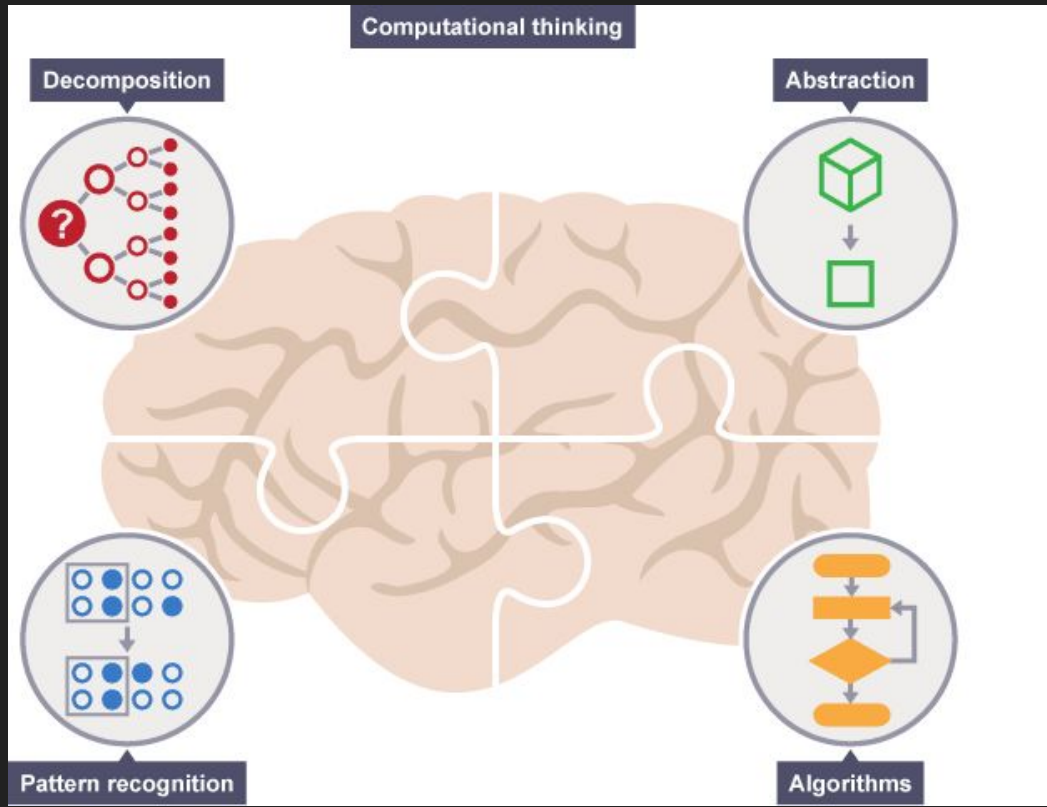 Computational thinking
Decomposition
Abstraction
?
Pattern recognition
Algorithms